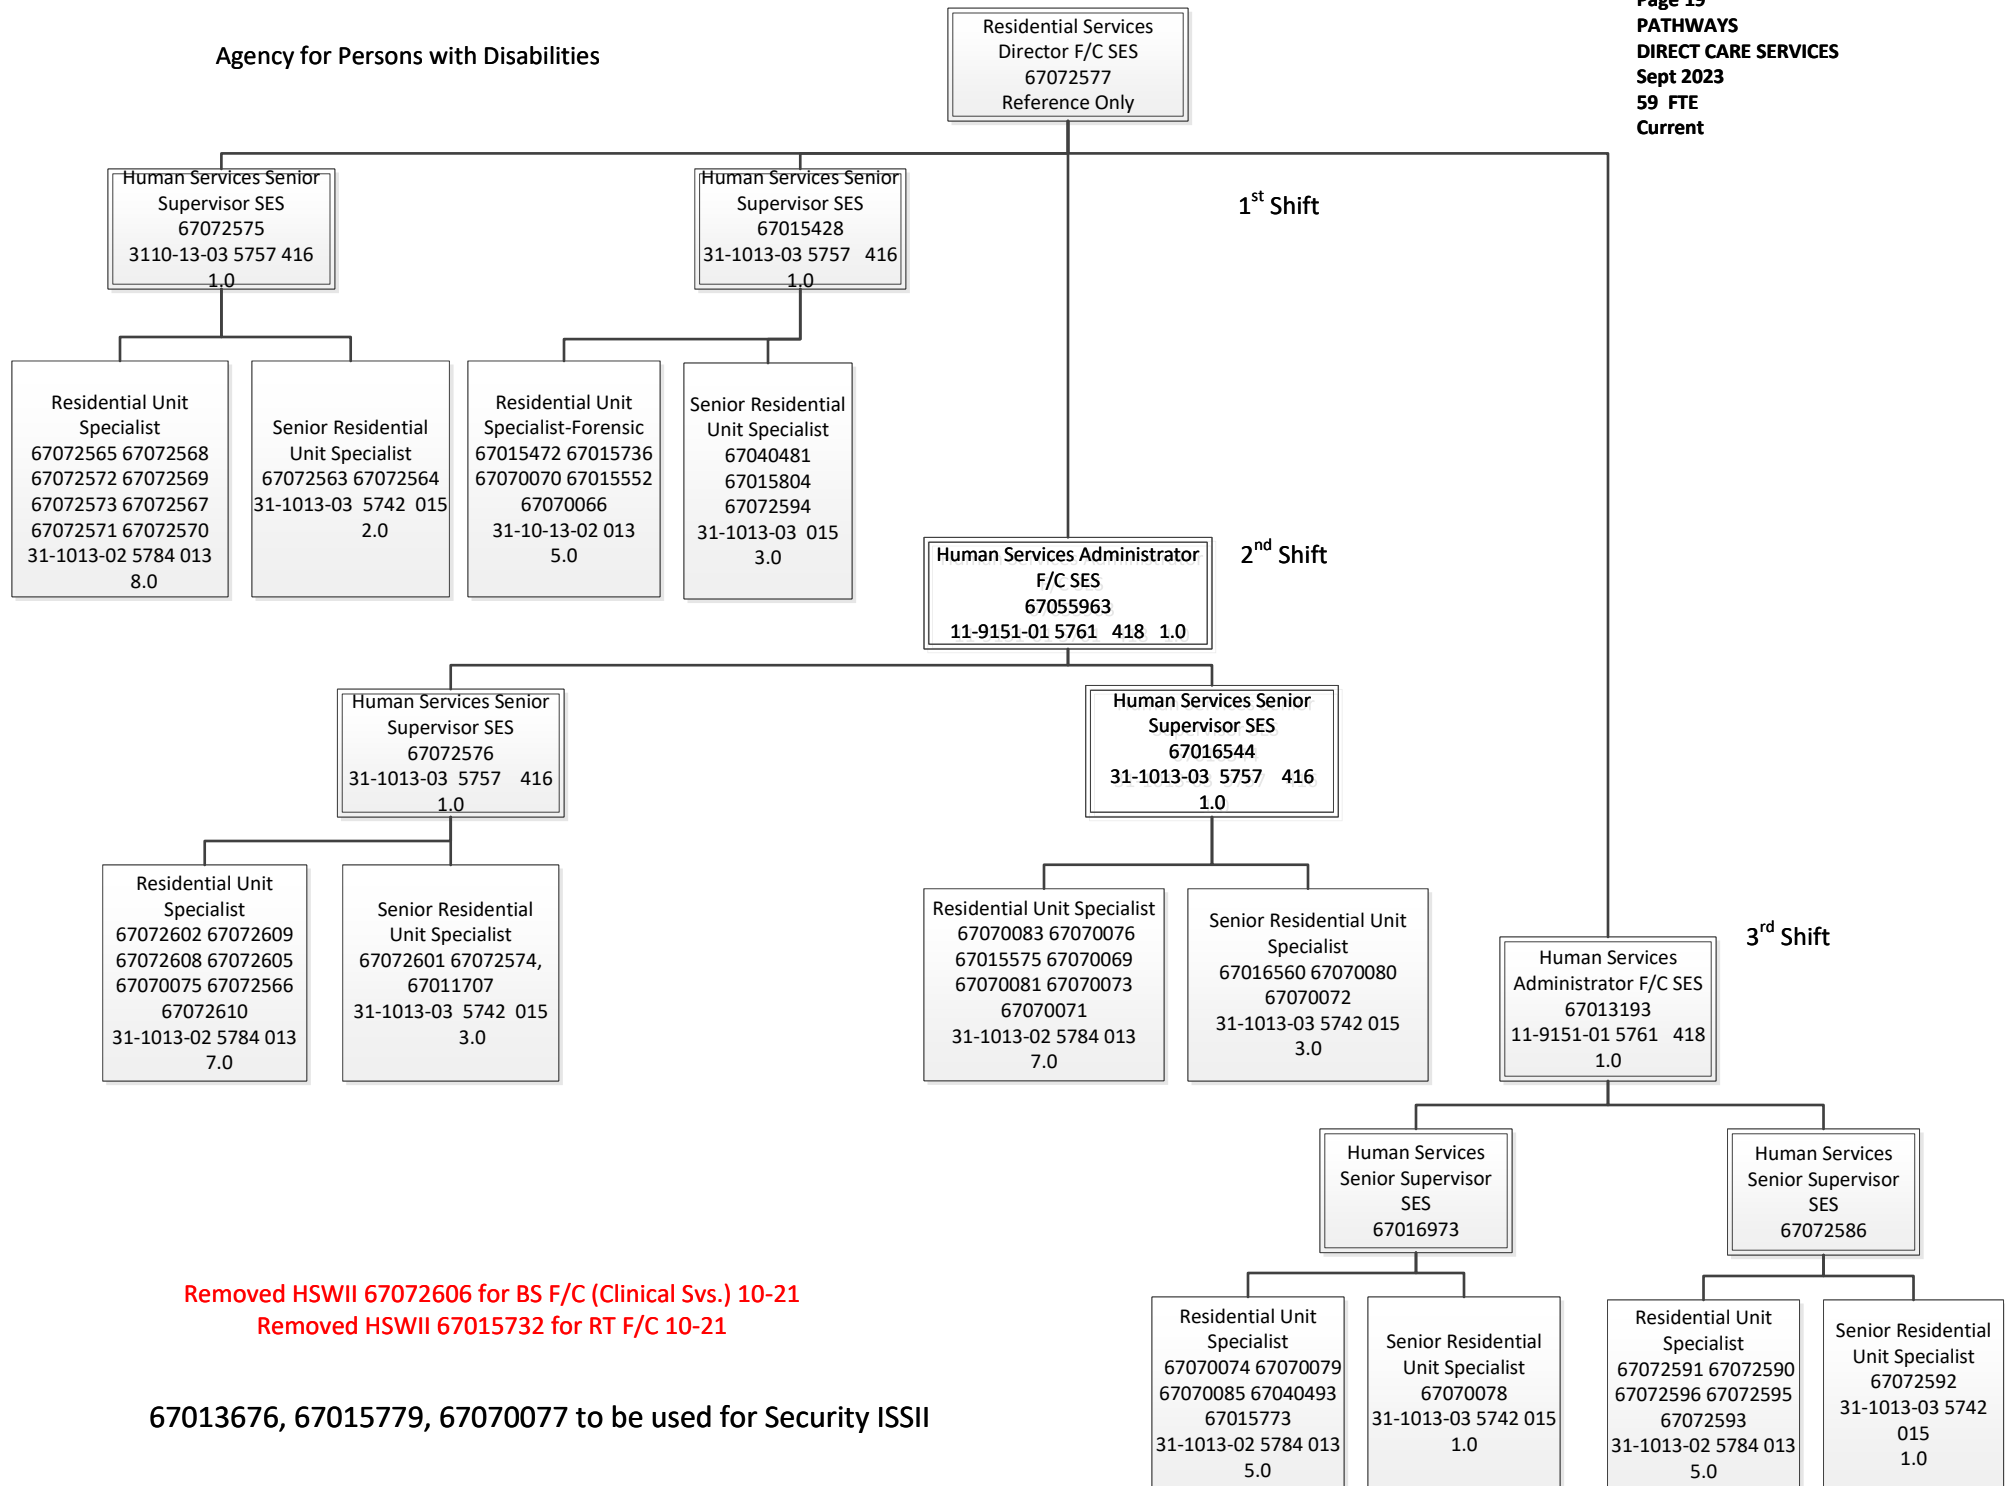 Page 19
PATHWAYS
DIRECT CARE SERVICES
Sept 2023
59 FTE
Current
Agency for Persons with Disabilities
Residential Services
Director F/C SES
67072577
Reference Only
Human Services Senior
Supervisor SES
67072575
3110-13-03 5757 416
1.0
Human Services Senior
Supervisor SES
67015428
31-1013-03 5757 416
1.0
1st Shift
Residential Unit
Specialist
67072565 67072568
67072572 67072569
67072573 67072567
67072571 67072570
31-1013-02 5784 013
8.0
Senior Residential
Unit Specialist
67072563 67072564
31-1013-03 5742 015
2.0
Residential Unit
Specialist-Forensic
67015472 67015736
67070070 67015552
67070066
31-10-13-02 013
5.0
Senior Residential
Unit Specialist
67040481
67015804
67072594
31-1013-03 015
3.0
Human Services Administrator
F/C SES
67055963
11-9151-01 5761 418 1.0
2nd Shift
Human Services Senior
Supervisor SES
67072576
31-1013-03 5757 416
1.0
Human Services Senior
Supervisor SES
67016544
31-1013-03 5757 416
1.0
Residential Unit
Specialist
67072602 67072609
67072608 67072605
67070075 67072566
67072610
31-1013-02 5784 013
7.0
Senior Residential
Unit Specialist
67072601 67072574,
67011707
31-1013-03 5742 015
3.0
Residential Unit Specialist
67070083 67070076
67015575 67070069
67070081 67070073
67070071
31-1013-02 5784 013
7.0
Senior Residential Unit
Specialist
67016560 67070080
67070072
31-1013-03 5742 015
3.0
Human Services
Administrator F/C SES
67013193
11-9151-01 5761 418
1.0
3rd Shift
Human Services
Senior Supervisor
SES
67016973
Human Services
Senior Supervisor
SES
67072586
Residential Unit
Specialist
67070074 67070079
67070085 67040493
67015773
31-1013-02 5784 013
5.0
Senior Residential
Unit Specialist
67070078
31-1013-03 5742 015
1.0
Residential Unit
Specialist
67072591 67072590
67072596 67072595
67072593
31-1013-02 5784 013
5.0
Senior Residential
Unit Specialist
67072592
31-1013-03 5742
015
1.0
Removed HSWII 67072606 for BS F/C (Clinical Svs.) 10-21
Removed HSWII 67015732 for RT F/C 10-21
67013676, 67015779, 67070077 to be used for Security ISSII